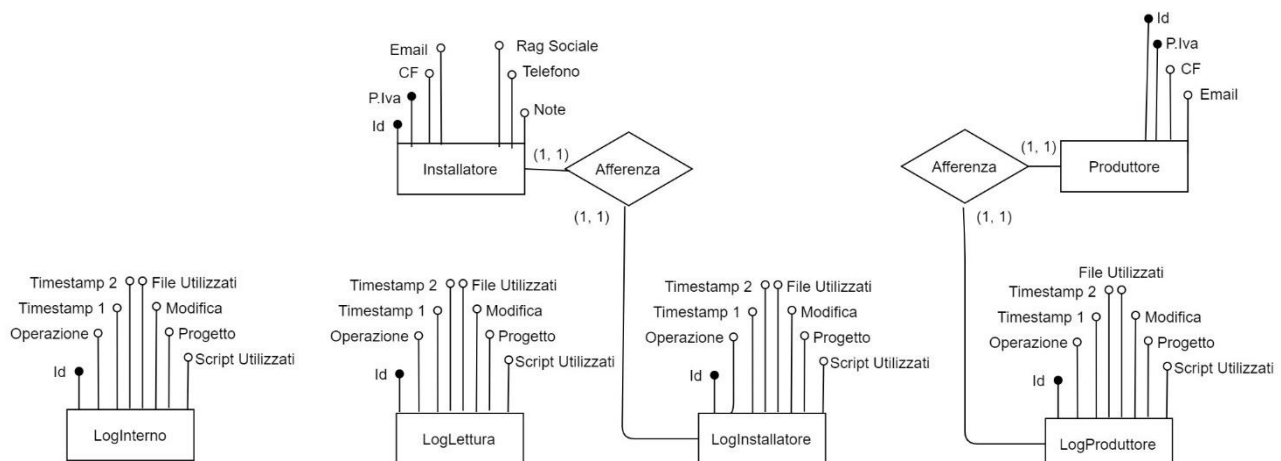 Id
P.Iva
CF
Email
Rag Sociale
Telefono
Note
Id
P.Iva
CF
Email
Installatore
(1, 1)
Afferenza
(1, 1)
Afferenza
(1, 1)
Produttore
(1, 1)
Timestamp 2
File Utilizzati
Timestamp 1
Modifica
Operazione
Progetto
Script Utilizzati
Id
LogInterno
Timestamp 2
File Utilizzati
Timestamp 1
Modifica
Operazione
Progetto
Script Utilizzati
Id
LogLettura
Timestamp 2
File Utilizzati
Timestamp 1
Modifica
Operazione
Progetto
Script Utilizzati
Id
LogInstallatore
File Utilizzati
Timestamp 2
Timestamp 1
Modifica
Operazione
Progetto
Script Utilizzati
Id
LogProduttore